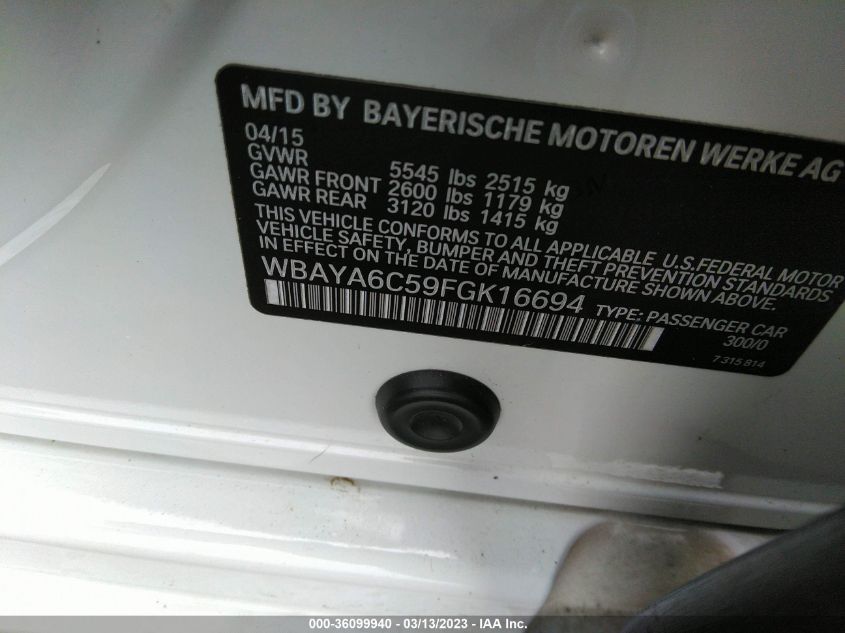 MFD BY BAYERISCHE MOTOREN WERKE AG
04/15
GVWR 5545 lbs 2515 kg
GAWR FRONT 2600 lbs 1179 kg
GAWR REAR 3120 lbs 1415 kg
THIS VEHICLE CONFORMS TO ALL APPLICABLE U.S.FEDERAL MOTOR
VEHICLE SAFETY, BUMPER AND THEFT PREVENTION STANDARDS
IN EFFECT ON THE DATE OF MANUFACTURE SHOWN ABOVE.
WBAYA6C59FGK16694 TYPE: PASSENGER CAR
300/0
7 315 814
000-36099940 - 03/13/2023 - IAA Inc.